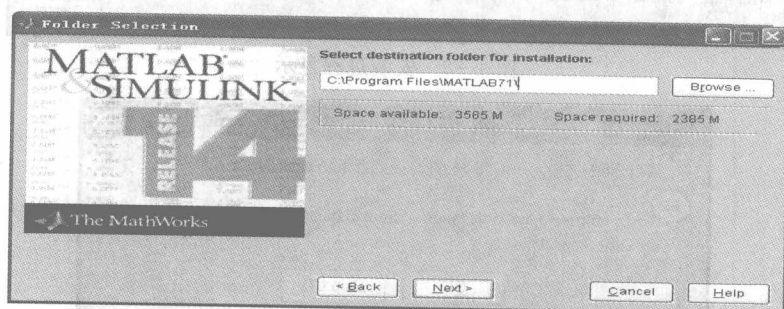 Folder Selection
MATLAB®
&SIMULINK®
RELEASE
14
The MathWorks
Select destination folder for installation:
C:\Program Files\MATLAB71\
Browse ...
Space available: 3585 M Space required: 2385 M
< Back Next > Cancel Help